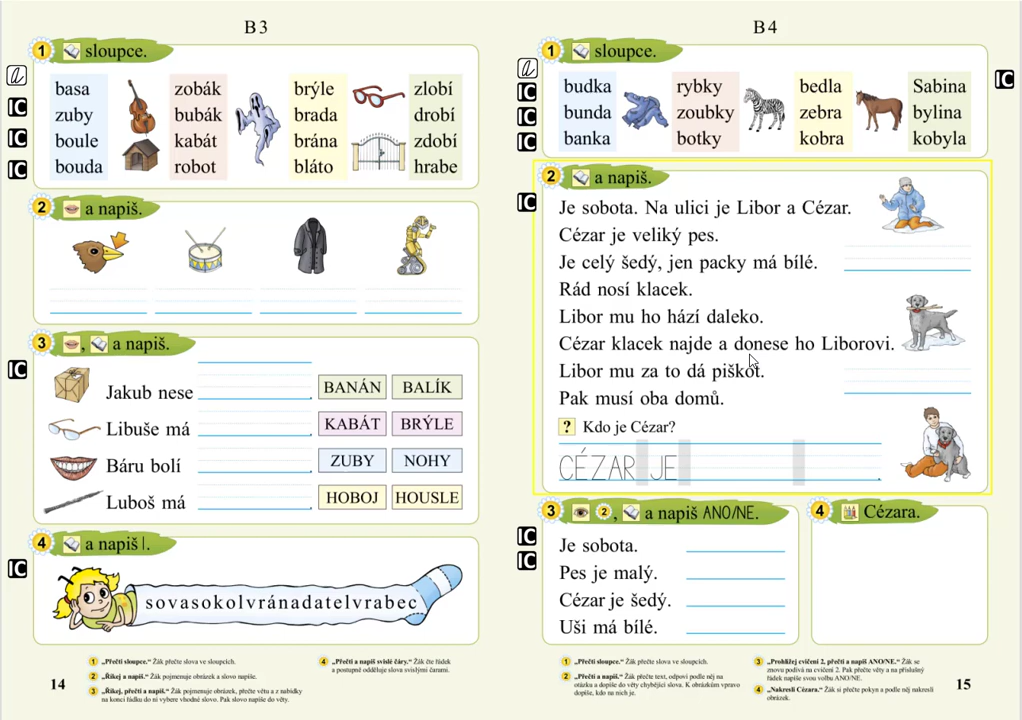 B 3
1 sloupce.
basa
zuby
boule
bouda
zobák
bubák
kabát
robot
brýle
brada
brána
bláto
zlobí
drobí
zdobí
hrabe
2 a napiš.
3 , a napiš.
Jakub nese .
BANÁN BALÍK
Libuše má .
KABÁT BRÝLE
Báru bolí .
ZUBY NOHY
Luboš má .
HOBOJ HOUSLE
4 a napiš |.
sovasokolvránadatelvrabec
1 „Přečti sloupce.“ Žák přečte slova ve sloupcích.
2 „Říkej a napiš.“ Žák pojmenuje obrázek a slovo napíše.
3 „Říkej, přečti a napiš.“ Žák pojmenuje obrázek, přečte větu a z nabídky
na konci řádku do ní vybere vhodné slovo. Pak slovo napíše do věty.
4 „Přečti a napiš svislé čáry.“ Žák čte řádek
a postupně odděluje slova svislými čarami.
14
B 4
1 sloupce.
budka
bunda
banka
rybky
zoubky
botky
bedla
zebra
kobra
Sabina
bylina
kobyla
2 a napiš.
Je sobota. Na ulici je Libor a Cézar.
Cézar je veliký pes.
Je celý šedý, jen packy má bílé.
Rád nosí klacek.
Libor mu ho hází daleko.
Cézar klacek najde a donese ho Liborovi.
Libor mu za to dá piškot.
Pak musí oba domů.
? Kdo je Cézar?
CÉZAR JE .
3 2 , a napiš ANO/NE.
Je sobota.
Pes je malý.
Cézar je šedý.
Uši má bílé.
4 Cézara.
1 „Přečti sloupce.“ Žák přečte slova ve sloupcích.
2 „Přečti a napiš.“ Žák přečte text, odpoví podle něj na
otázku a dopíše do věty chybějící slova. K obrázkům vpravo
dopíše, kdo na nich je.
3 „Prohlížej cvičení 2, přečti a napiš ANO/NE.“ Žák se
znovu podívá na cvičení 2. Pak přečte věty a na příslušný
řádek napíše svou volbu ANO/NE.
4 „Nakresli Cézara.“ Žák si přečte pokyn a podle něj nakreslí
obrázek.
15